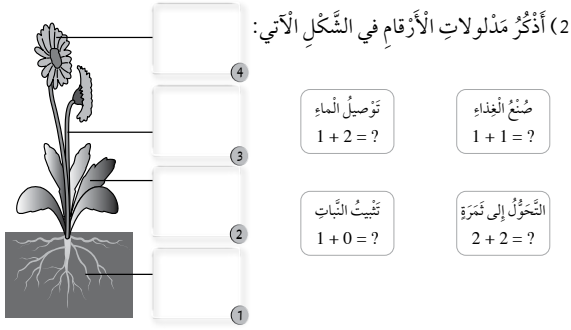 2) أَذْكُرُ مَدْلولاتِ الْأَرْقامِ في الشَّكْلِ الْآتي:
صُنْعُ الْغِذاءِ
1 + 1 = ?
تَوْصيلُ الْماءِ
1 + 2 = ?
التَّحَوُّلُ إِلى ثَمَرَةٍ
2 + 2 = ?
تَثْبيتُ النَّباتِ
1 + 0 = ?
4
3
2
1